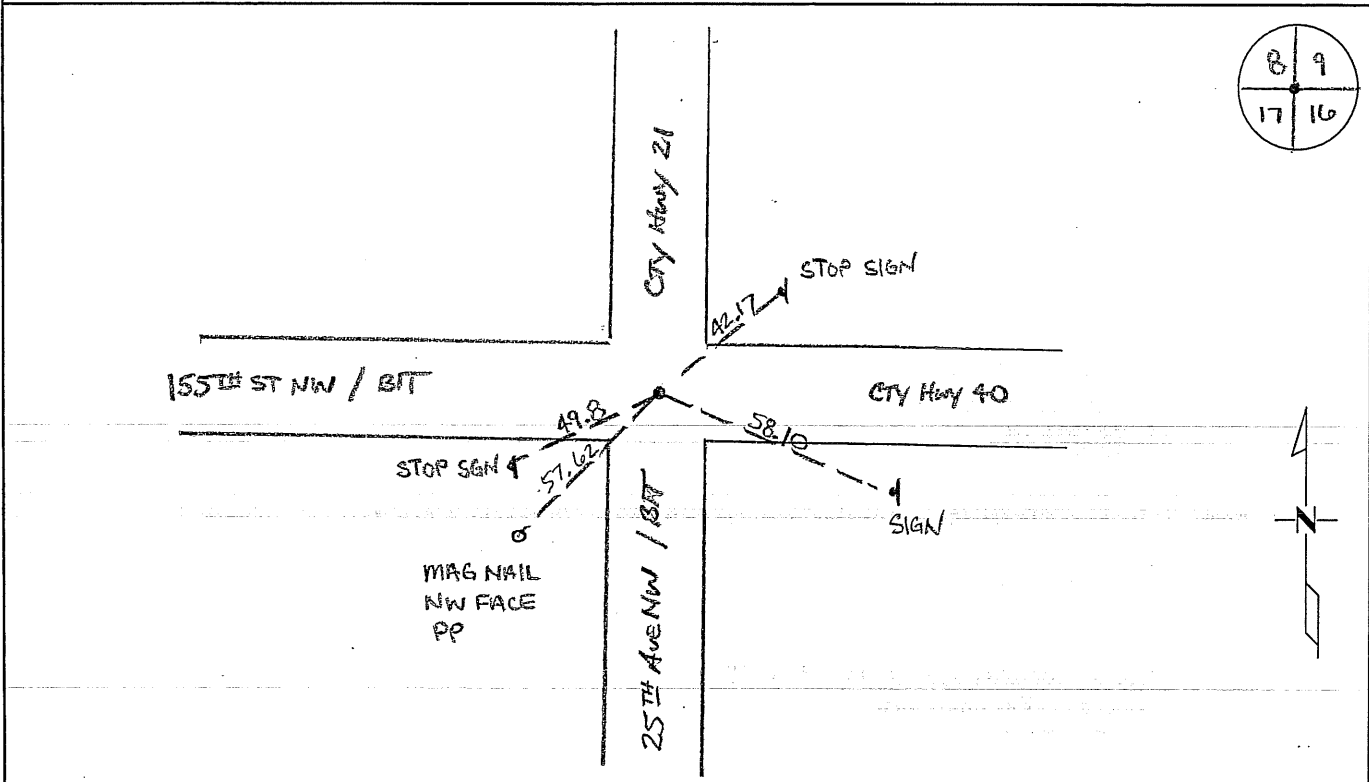 8 9
17 16
CTY Hwy 21
STOP SIGN
42.17
155TH ST NW / BIT
CTY Hwy 40
49.8
58.10
STOP SGN
57.62
SIGN
N
MAG NAIL
NW FACE
PP
25TH AVE NW / BIT